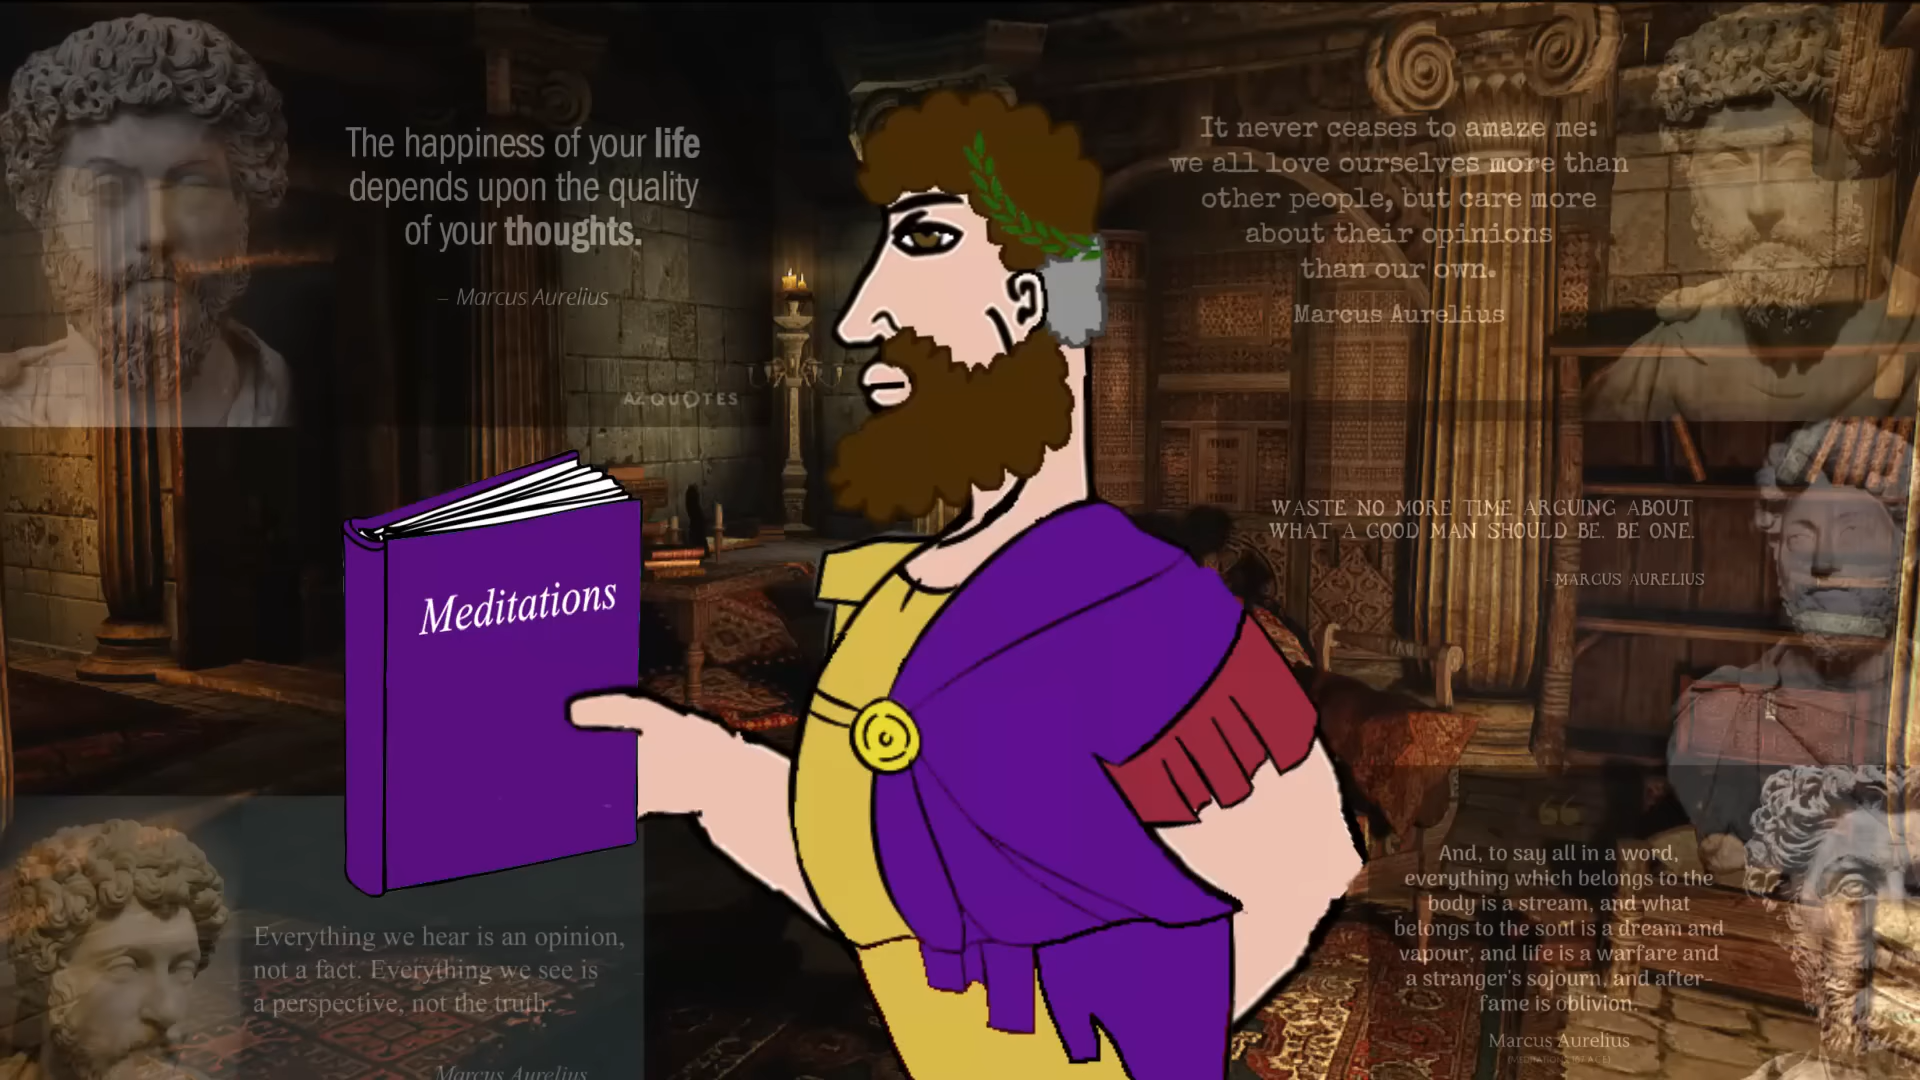 The happiness of your life
depends upon the quality
of your thoughts.
– Marcus Aurelius
AZ QUOTES
It never ceases to amaze me:
we all love ourselves more than
other people, but care more
about their opinions
than our own.
Marcus Aurelius
Meditations
WASTE NO MORE TIME ARGUING ABOUT
WHAT A GOOD MAN SHOULD BE. BE ONE.
- MARCUS AURELIUS
Everything we hear is an opinion,
not a fact. Everything we see is
a perspective, not the truth.
Marcus Aurelius
And, to say all in a word,
everything which belongs to the
body is a stream, and what
belongs to the soul is a dream and
vapour, and life is a warfare and
a stranger's sojourn, and after-
fame is oblivion.
Marcus Aurelius